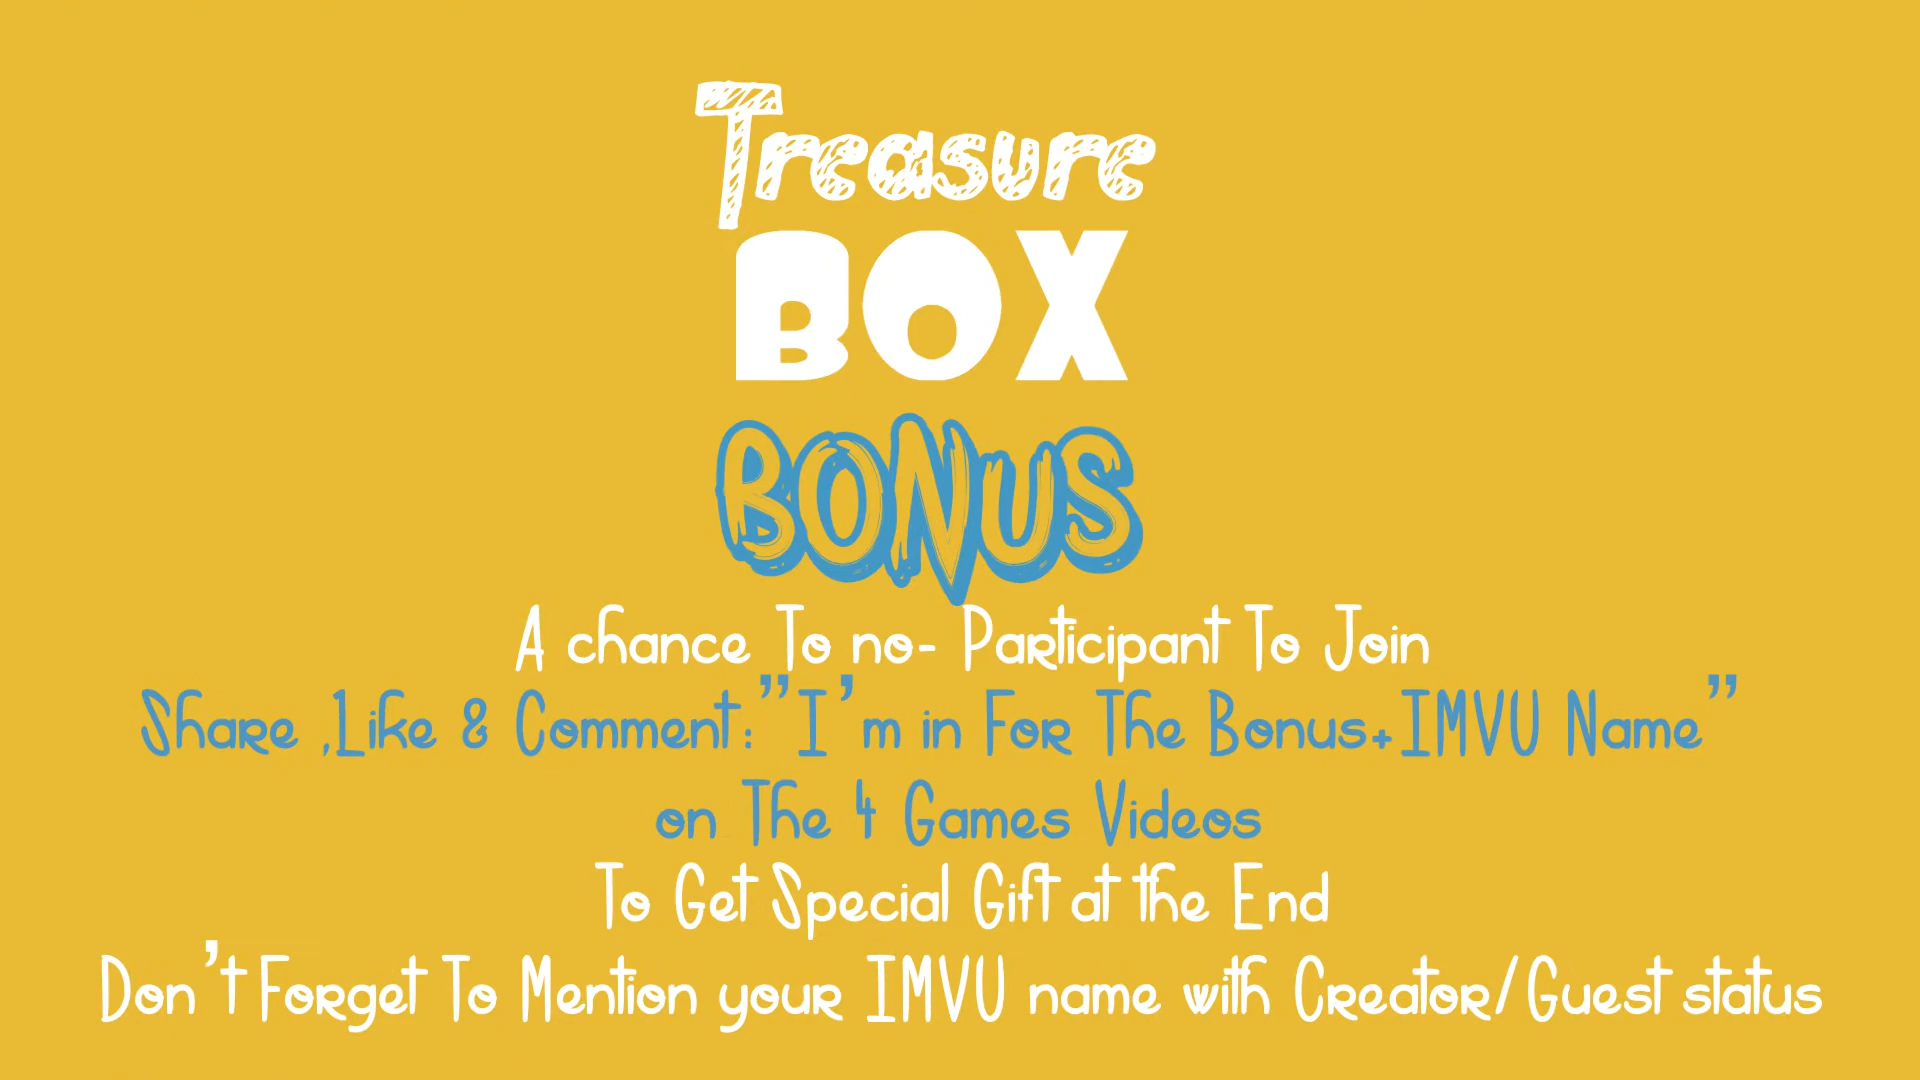 Treasure
BOX
BONUS
A chance To no- Participant To Join
Share ,Like & Comment:"I'm in For The Bonus+IMVU Name"
on The 4 Games Videos
To Get Special Gift at the End
Don't Forget To Mention your IMVU name with Creator/Guest status